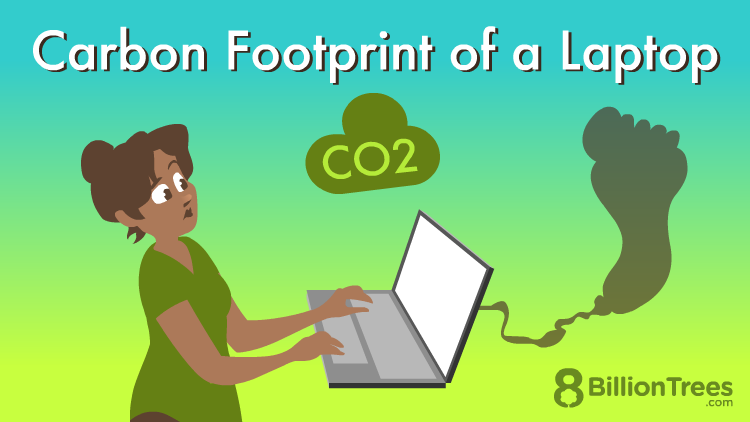 Carbon Footprint of a Laptop
CO2
8 BillionTrees
.com